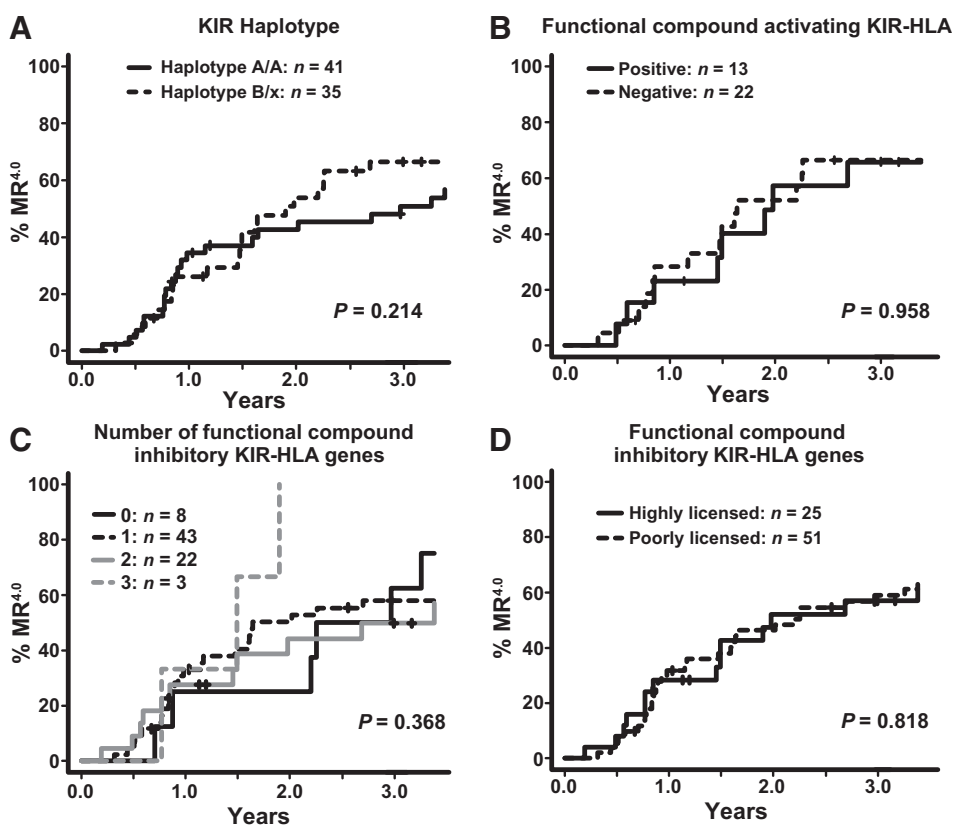 A
KIR Haplotype
Haplotype A/A: n = 41
Haplotype B/x: n = 35
100
80
60
40
20
0
% MR4.0
P = 0.214
0.0 1.0 2.0 3.0
Years
B
Functional compound activating KIR-HLA
Positive: n = 13
Negative: n = 22
100
80
60
40
20
0
% MR4.0
P = 0.958
0.0 1.0 2.0 3.0
Years
C
Number of functional compound
inhibitory KIR-HLA genes
0: n = 8
1: n = 43
2: n = 22
3: n = 3
100
80
60
40
20
0
% MR4.0
P = 0.368
0.0 1.0 2.0 3.0
Years
D
Functional compound
inhibitory KIR-HLA genes
Highly licensed: n = 25
Poorly licensed: n = 51
100
80
60
40
20
0
% MR4.0
P = 0.818
0.0 1.0 2.0 3.0
Years